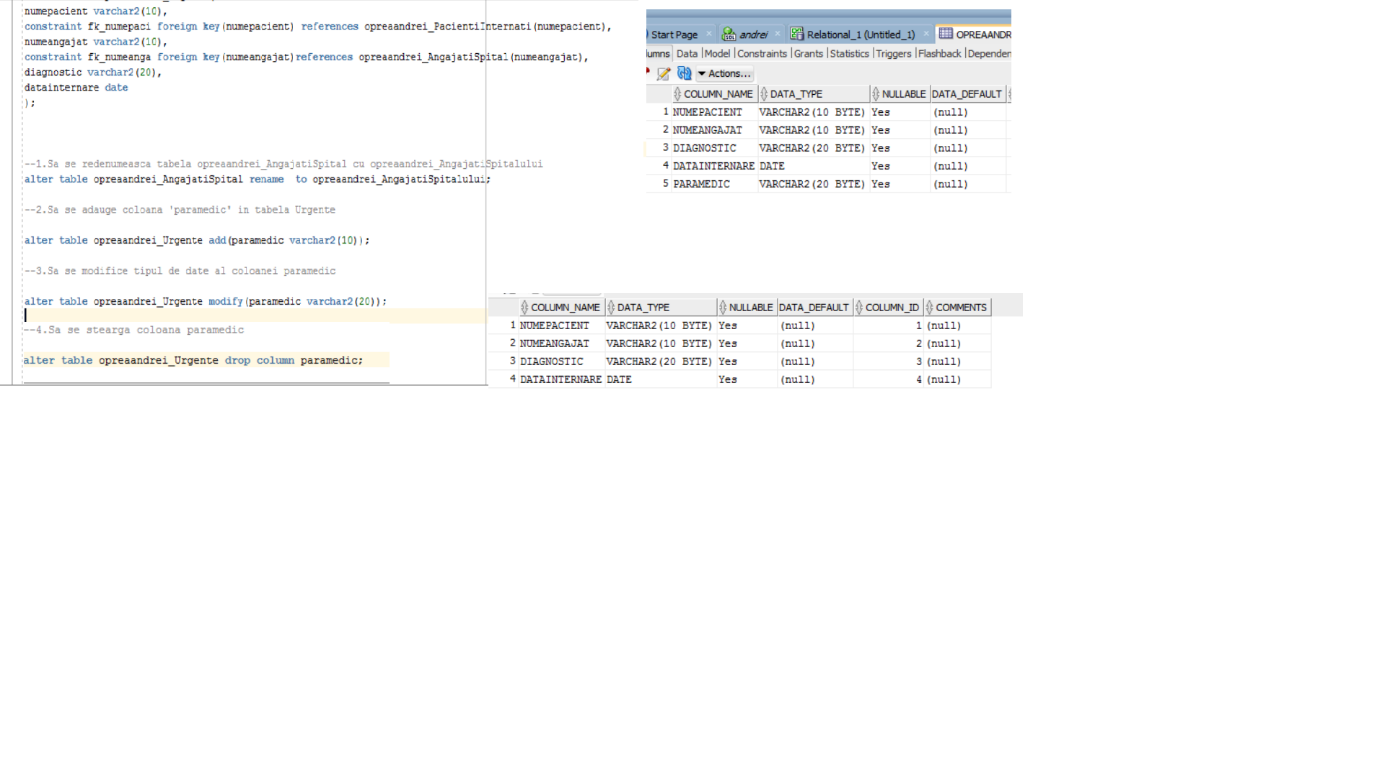 numepacient varchar2(10),
constraint fk_numepaci foreign key(numepacient) references opreaandrei_PacientiInternati(numepacient),
numeangajat varchar2(10),
constraint fk_numeanga foreign key(numeangajat)references opreaandrei_AngajatiSpital(numeangajat),
diagnostic varchar2(20),
datainternare date
);
--1.Sa se redenumeasca tabela opreaandrei_AngajatiSpital cu opreaandrei_AngajatiSpitalului
alter table opreaandrei_AngajatiSpital rename  to opreaandrei_AngajatiSpitalului;
--2.Sa se adauge coloana 'paramedic' in tabela Urgente
alter table opreaandrei_Urgente add(paramedic varchar2(10));
--3.Sa se modifice tipul de date al coloanei paramedic
alter table opreaandrei_Urgente modify(paramedic varchar2(20));
--4.Sa se stearga coloana paramedic
alter table opreaandrei_Urgente drop column paramedic;
Start Page andrei Relational_1 (Untitled_1) OPREAANDR
lumns Data Model Constraints Grants Statistics Triggers Flashback Dependen
Actions...
COLUMN_NAME DATA_TYPE NULLABLE DATA_DEFAULT
1 NUMEPACIENT VARCHAR2(10 BYTE) Yes (null)
2 NUMEANGAJAT VARCHAR2(10 BYTE) Yes (null)
3 DIAGNOSTIC VARCHAR2(20 BYTE) Yes (null)
4 DATAINTERNARE DATE Yes (null)
5 PARAMEDIC VARCHAR2(20 BYTE) Yes (null)
COLUMN_NAME DATA_TYPE NULLABLE DATA_DEFAULT COLUMN_ID COMMENTS
1 NUMEPACIENT VARCHAR2(10 BYTE) Yes (null) 1 (null)
2 NUMEANGAJAT VARCHAR2(10 BYTE) Yes (null) 2 (null)
3 DIAGNOSTIC VARCHAR2(20 BYTE) Yes (null) 3 (null)
4 DATAINTERNARE DATE Yes (null) 4 (null)